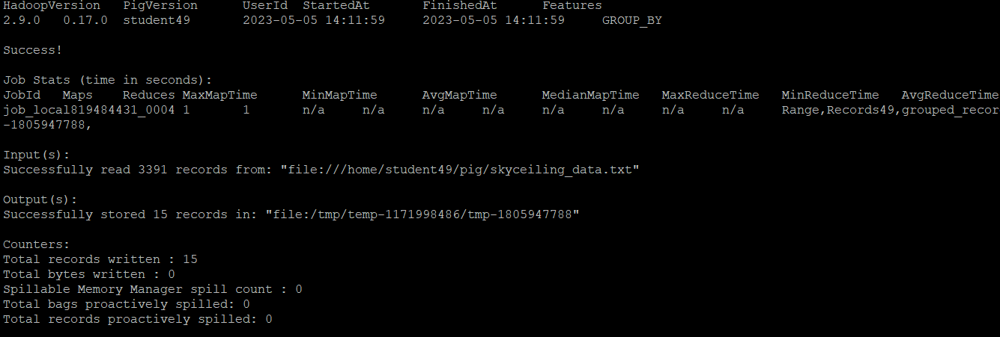 HadoopVersion PigVersion UserId StartedAt FinishedAt Features
2.9.0 0.17.0 student49 2023-05-05 14:11:59 2023-05-05 14:11:59 GROUP_BY
Success!
Job Stats (time in seconds):
JobId Maps Reduces MaxMapTime MinMapTime AvgMapTime MedianMapTime MaxReduceTime MinReduceTime AvgReduceTime
job_local819484431_0004 1 1 n/a n/a n/a n/a n/a n/a n/a n/a Range,Records49,grouped_recor
-1805947788,
Input(s):
Successfully read 3391 records from: "file:///home/student49/pig/skyceiling_data.txt"
Output(s):
Successfully stored 15 records in: "file:/tmp/temp-1171998486/tmp-1805947788"
Counters:
Total records written : 15
Total bytes written : 0
Spillable Memory Manager spill count : 0
Total bags proactively spilled: 0
Total records proactively spilled: 0